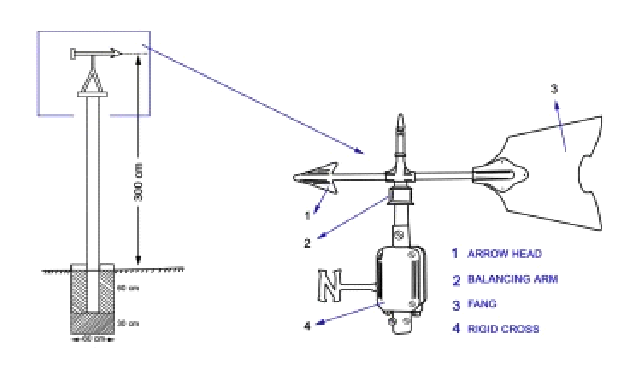 3
300 cm
1
2
N
4
60 cm
30 cm
60 cm
1 ARROW HEAD
2 BALANCING ARM
3 FANG
4 RIGID CROSS